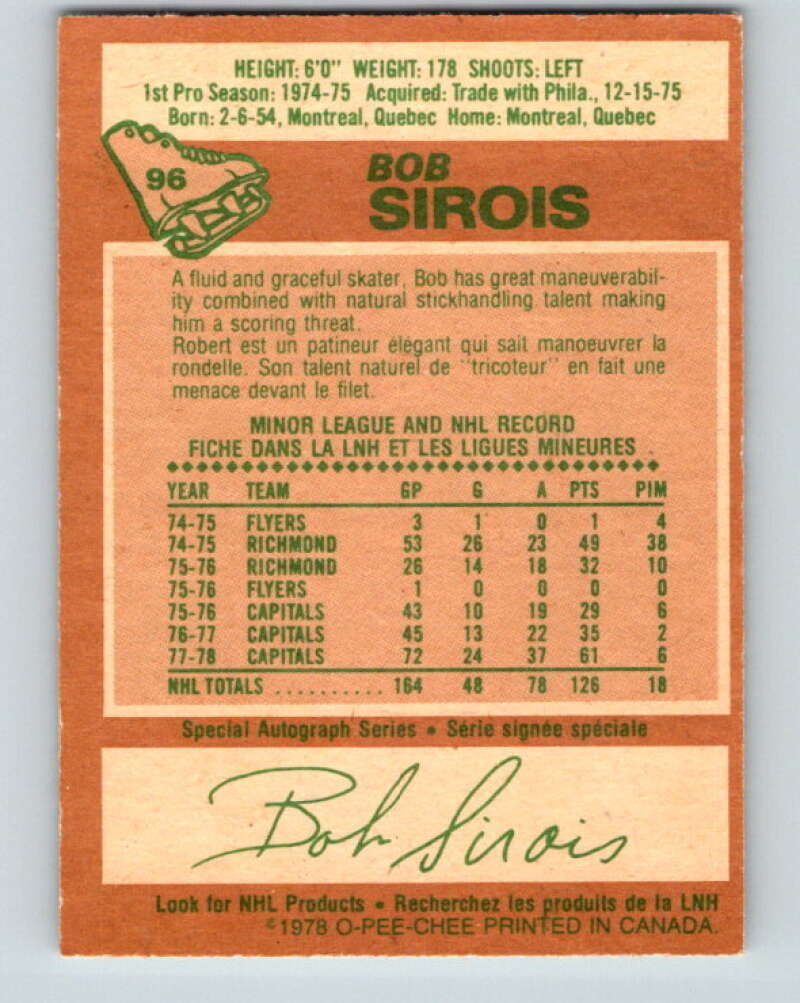 HEIGHT: 6'0" WEIGHT: 178 SHOOTS: LEFT
1st Pro Season: 1974-75 Acquired: Trade with Phila., 12-15-75
Born: 2-6-54, Montreal, Quebec Home: Montreal, Quebec
96
BOB
SIROIS
A fluid and graceful skater, Bob has great maneuverabil-
ity combined with natural stickhandling talent making
him a scoring threat.
Robert est un patineur élégant qui sait manoeuvrer la
rondelle. Son talent naturel de "tricoteur" en fait une
menace devant le filet.
MINOR LEAGUE AND NHL RECORD
FICHE DANS LA LNH ET LES LIGUES MINEURES
YEAR TEAM GP G A PTS PIM
74-75 FLYERS 3 1 0 1 4
74-75 RICHMOND 53 26 23 49 38
75-76 RICHMOND 26 14 18 32 10
75-76 FLYERS 1 0 0 0 0
75-76 CAPITALS 43 10 19 29 6
76-77 CAPITALS 45 13 22 35 2
77-78 CAPITALS 72 24 37 61 6
NHL TOTALS .......... 164 48 78 126 18
Special Autograph Series • Série signée spéciale
Bob Sirois
Look for NHL Products • Recherchez les produits de la LNH
©1978 O-PEE-CHEE PRINTED IN CANADA.